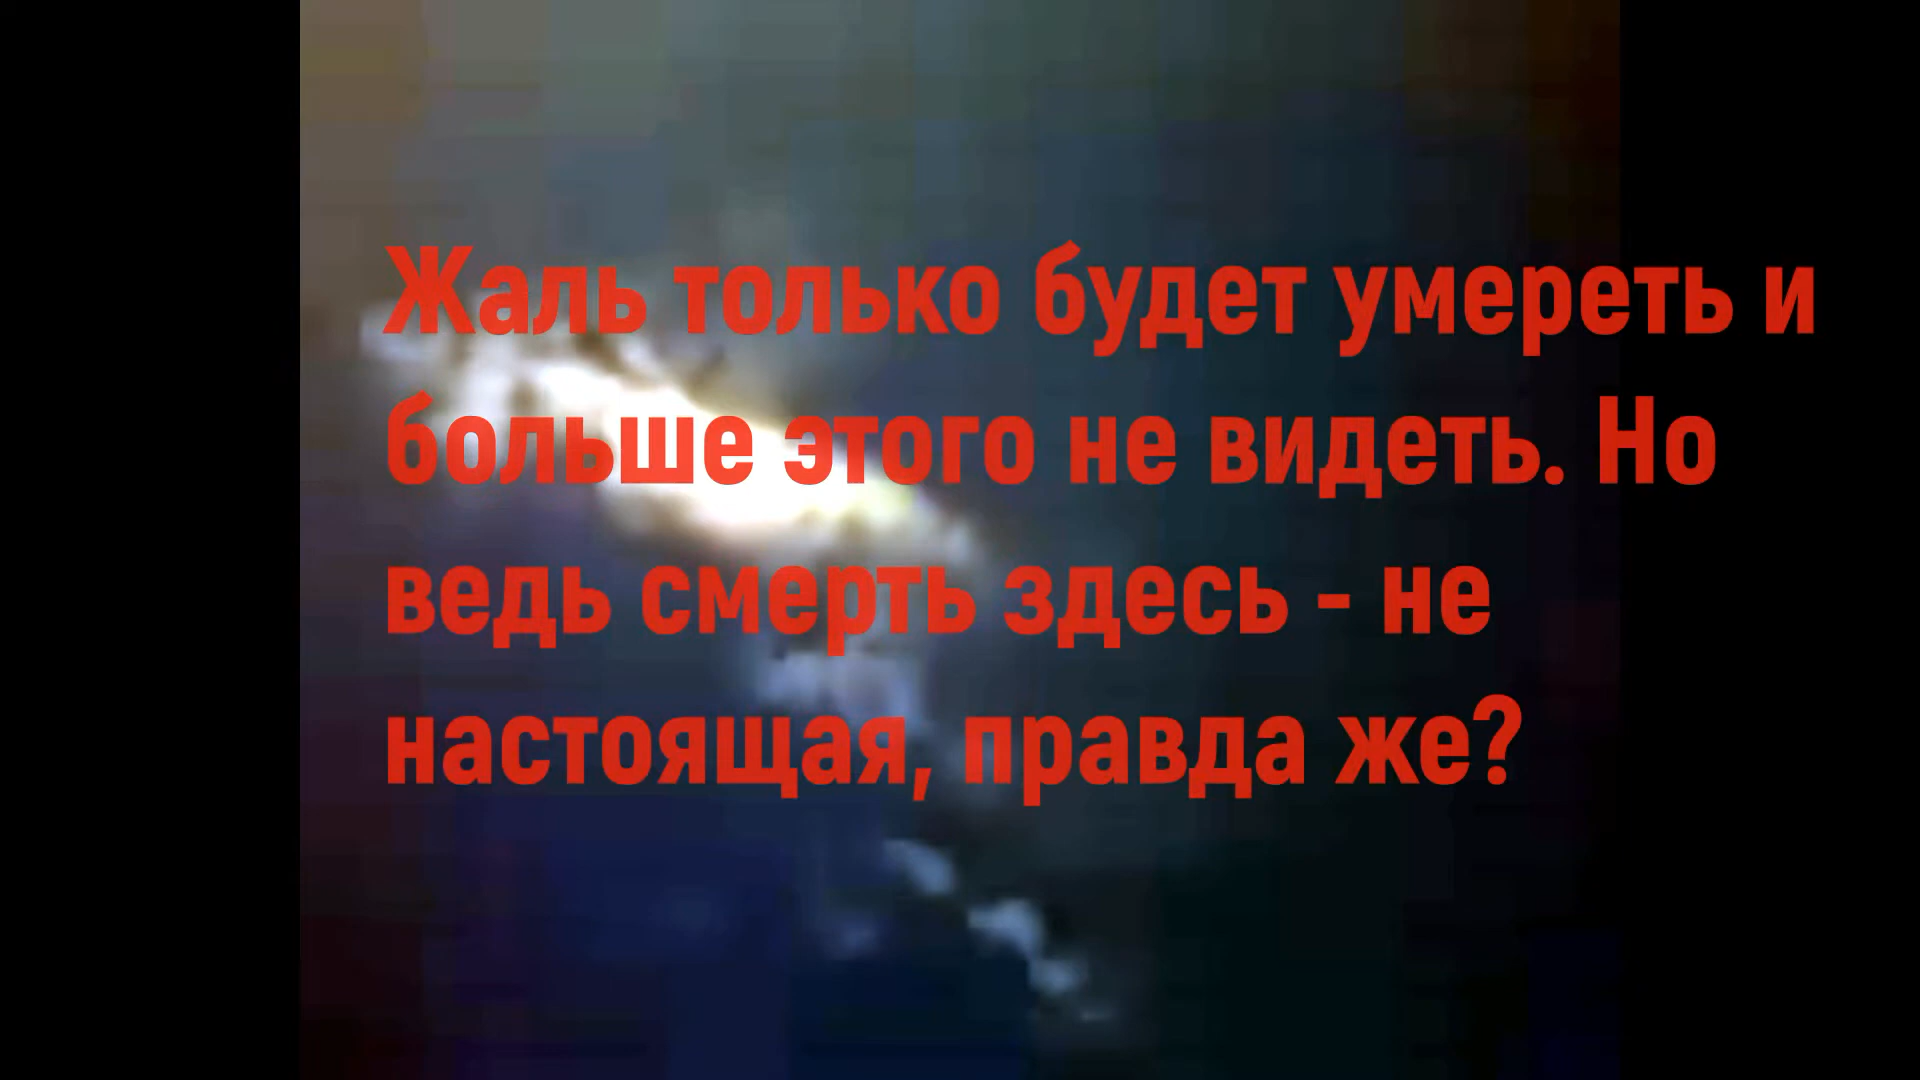 Жаль только будет умереть и
больше этого не видеть. Но
ведь смерть здесь - не
настоящая, правда же?